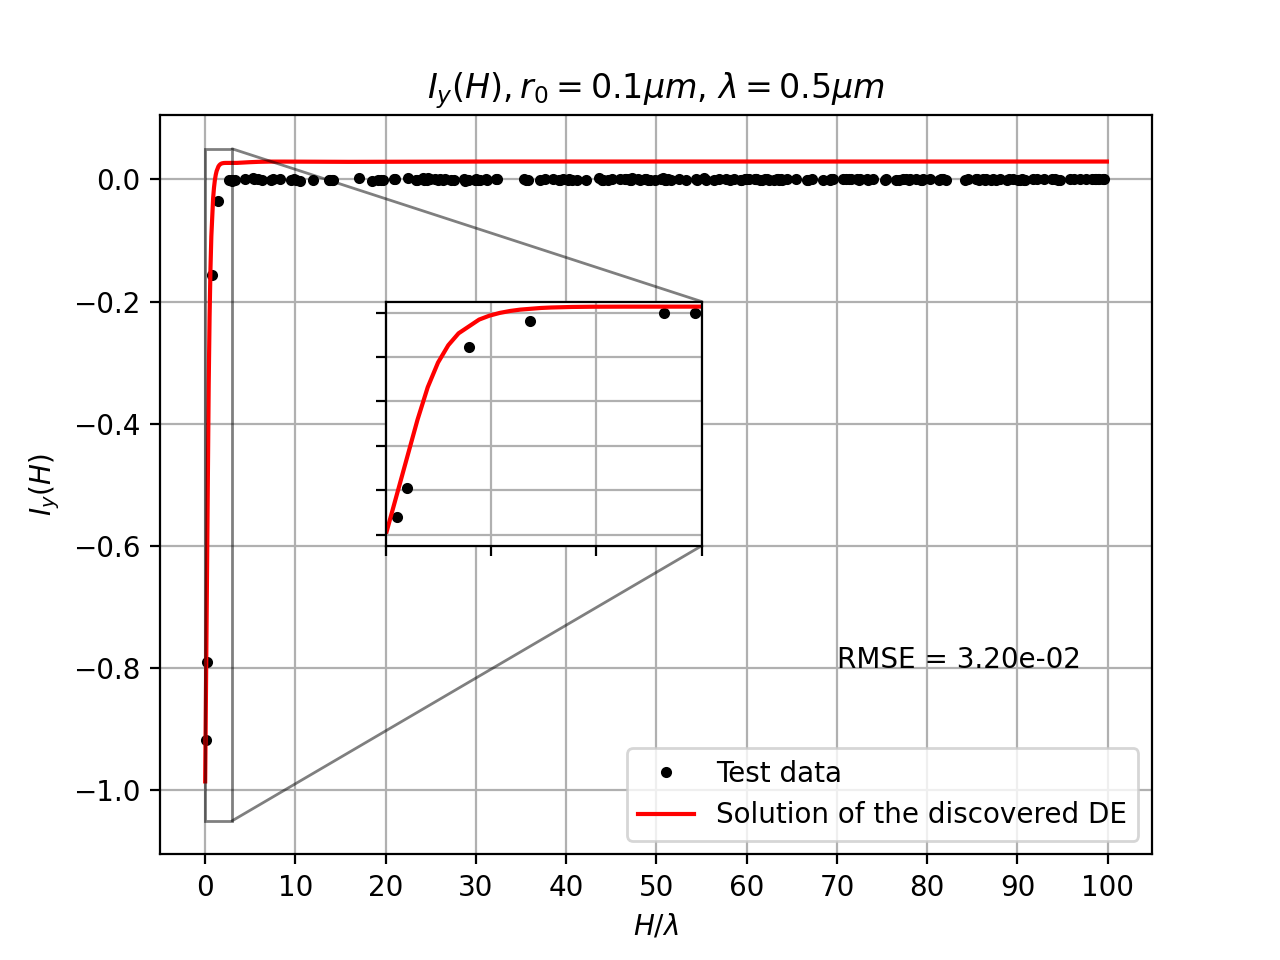 I_y(H), r_0 = 0.1μm, λ = 0.5μm
0.0
−0.2
−0.4
−0.6
−0.8
−1.0
I_y(H)
RMSE = 3.20e-02
Test data
Solution of the discovered DE
0 10 20 30 40 50 60 70 80 90 100
H/λ